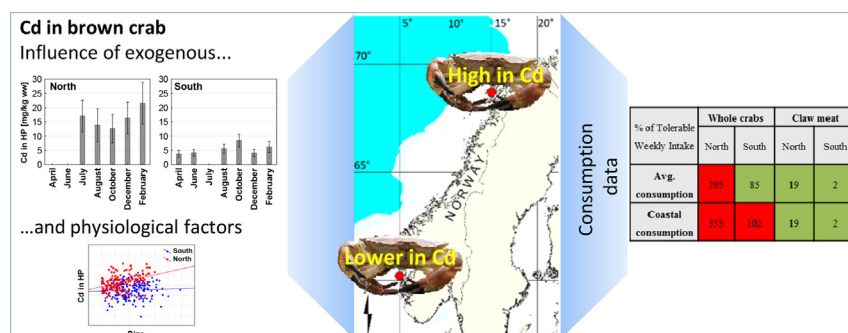 Cd in brown crab
Influence of exogenous...
North
South
Cd in HP [mg/kg ww]
30
25
20
15
10
5
0
April
June
July
August
October
December
February
30
25
20
15
10
5
0
April
June
July
August
October
December
February
...and physiological factors
South
North
Cd in HP
5°
10°
15°
20°
70°
65°
High in Cd
NORWAY
Lower in Cd
Consumption
data
% of Tolerable
Weekly Intake
Whole crabs
Claw meat
North
South
North
South
Avg.
consumption
295
85
19
2
Coastal
consumption
353
102
19
2